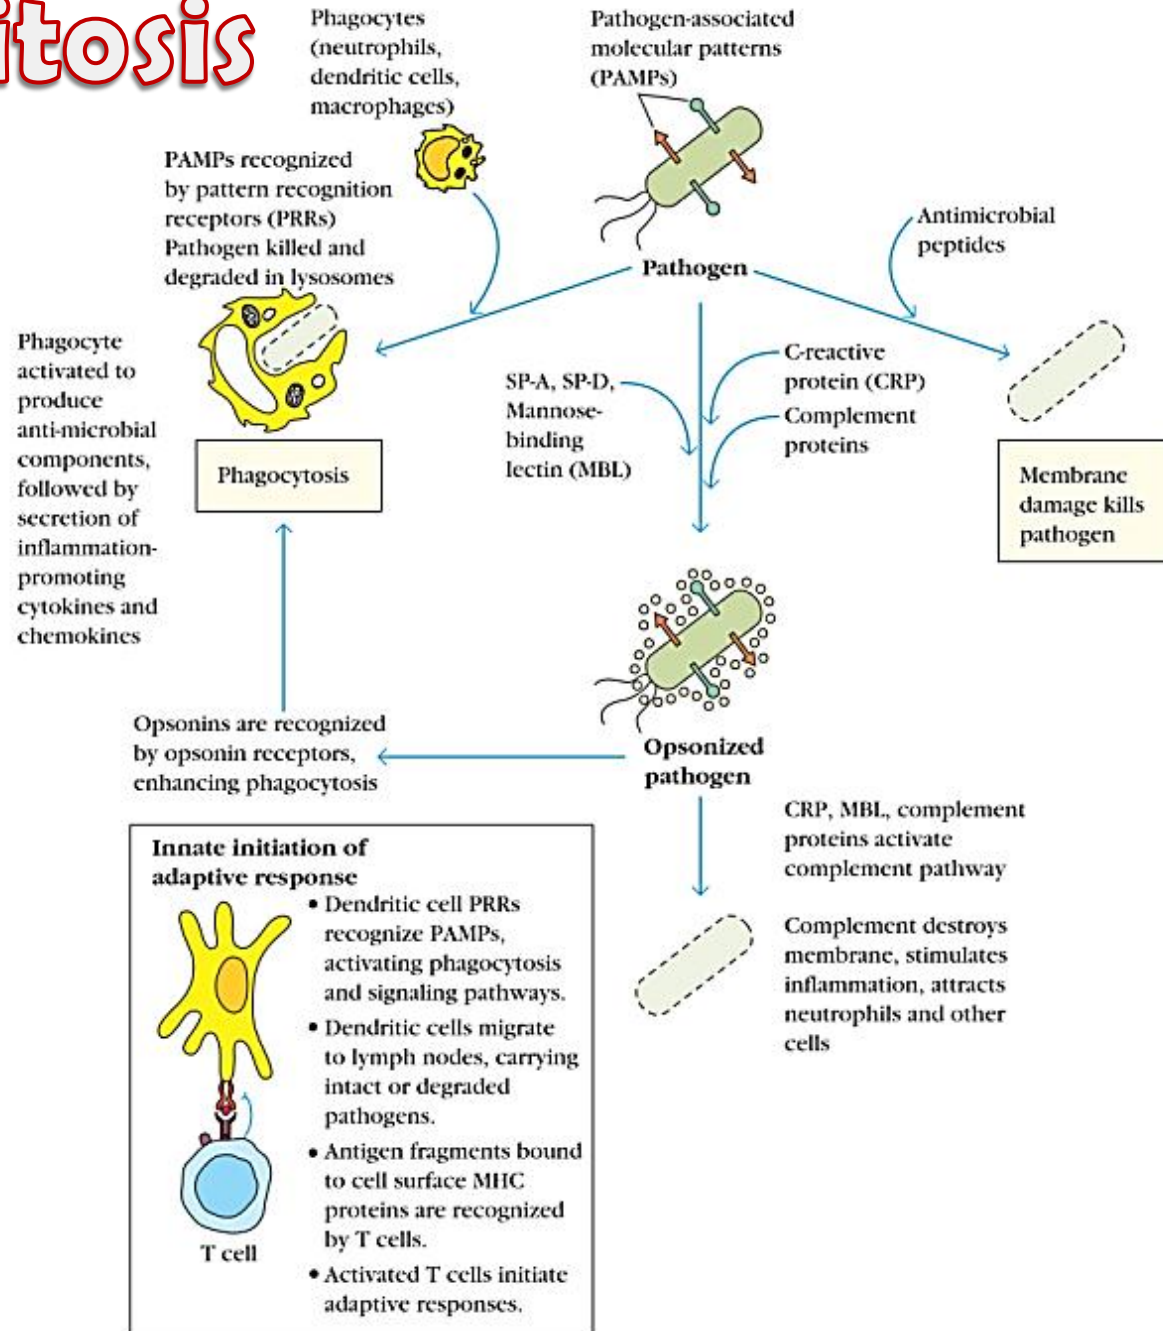 itosis
Phagocytes
(neutrophils,
dendritic cells,
macrophages)
Pathogen-associated
molecular patterns
(PAMPs)
PAMPs recognized
by pattern recognition
receptors (PRRs)
Pathogen killed and
degraded in lysosomes
Antimicrobial
peptides
Pathogen
Phagocyte
activated to
produce
anti-microbial
components,
followed by
secretion of
inflammation-
promoting
cytokines and
chemokines
Phagocytosis
SP-A, SP-D,
Mannose-
binding
lectin (MBL)
C-reactive
protein (CRP)
Complement
proteins
Membrane
damage kills
pathogen
Opsonins are recognized
by opsonin receptors,
enhancing phagocytosis
Opsonized
pathogen
CRP, MBL, complement
proteins activate
complement pathway
Complement destroys
membrane, stimulates
inflammation, attracts
neutrophils and other
cells
Innate initiation of
adaptive response
• Dendritic cell PRRs
recognize PAMPs,
activating phagocytosis
and signaling pathways.
• Dendritic cells migrate
to lymph nodes, carrying
intact or degraded
pathogens.
• Antigen fragments bound
to cell surface MHC
proteins are recognized
by T cells.
• Activated T cells initiate
adaptive responses.
T cell